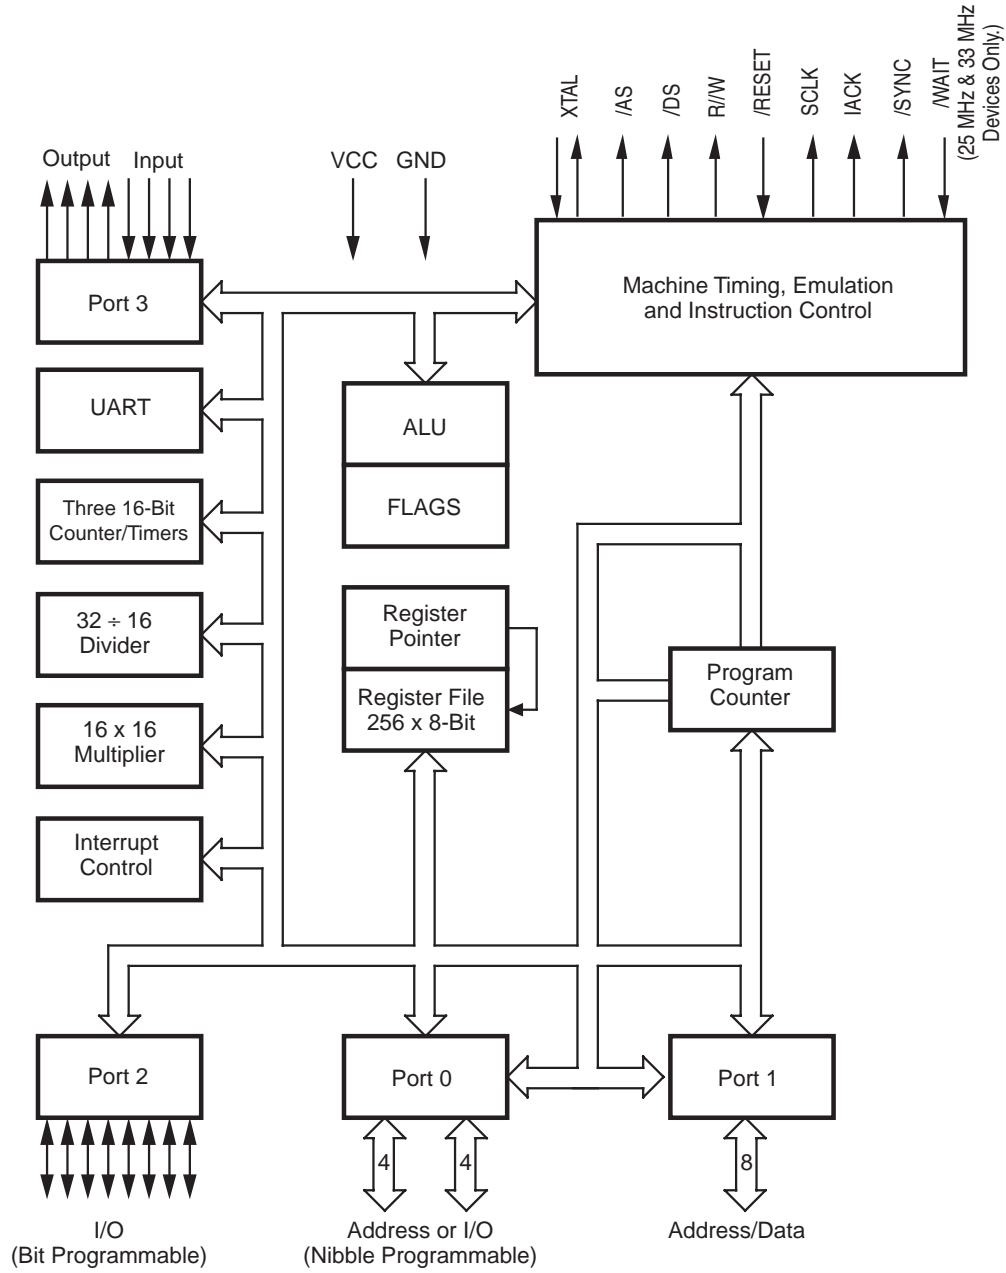 XTAL
/AS
/DS
R//W
/RESET
SCLK
IACK
/SYNC
/WAIT
(25 MHz & 33 MHz
Devices Only.)
Output
Input
VCC
GND
Port 3
Machine Timing, Emulation
and Instruction Control
UART
ALU
FLAGS
Three 16-Bit
Counter/Timers
32 ÷ 16
Divider
Register
Pointer
Register File
256 x 8-Bit
Program
Counter
16 x 16
Multiplier
Interrupt
Control
Port 2
Port 0
Port 1
4
4
8
I/O
(Bit Programmable)
Address or I/O
(Nibble Programmable)
Address/Data